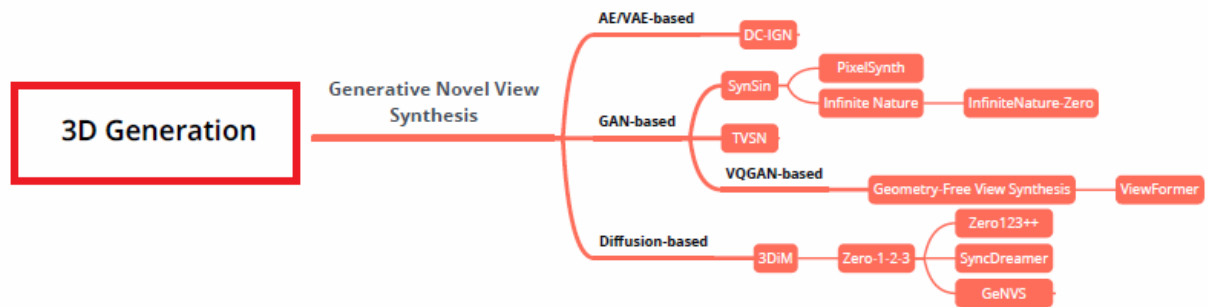 3D Generation
Generative Novel View
Synthesis
AE/VAE-based
DC-IGN
GAN-based
SynSin
PixelSynth
Infinite Nature
InfiniteNature-Zero
TVSN
VQGAN-based
Geometry-Free View Synthesis
ViewFormer
Diffusion-based
3DiM
Zero-1-2-3
Zero123++
SyncDreamer
GeNVS